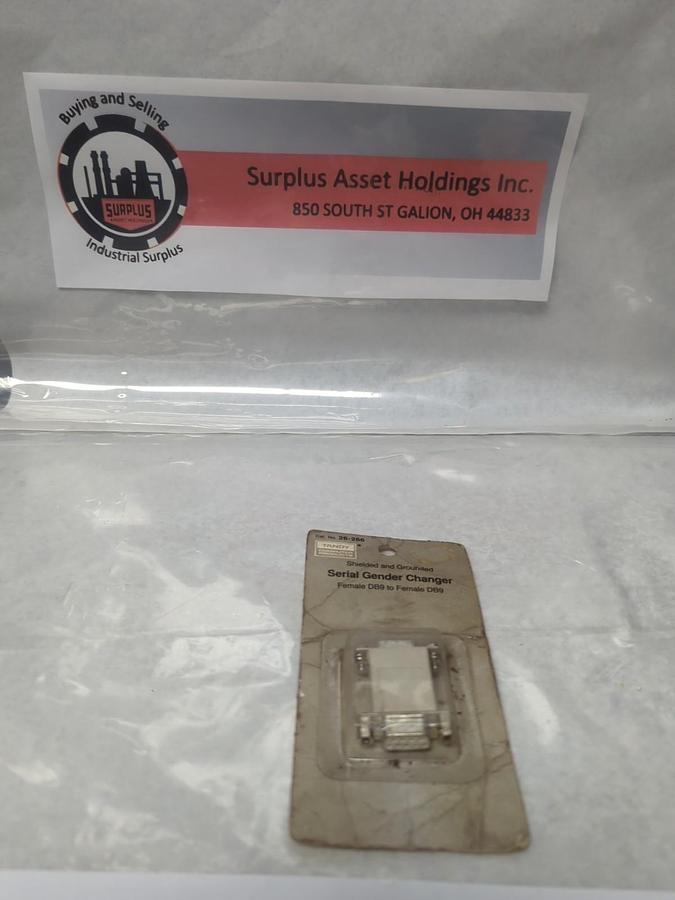 Buying and Selling
SURPLUS
Industrial Surplus
Surplus Asset Holdings Inc.
850 SOUTH ST GALION, OH 44833
Cat. No. 26-266
TANDY
Shielded and Grounded
Serial Gender Changer
Female DB9 to Female DB9